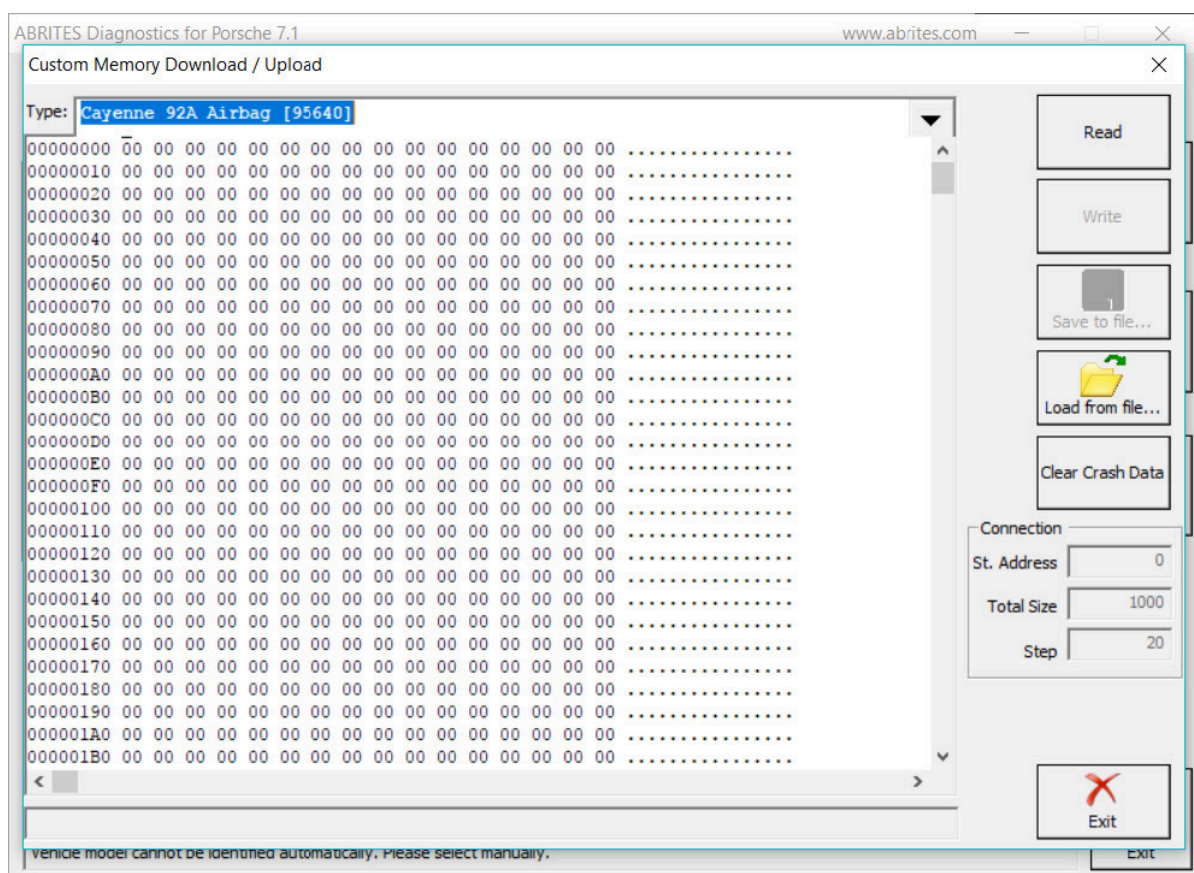 ABRITES Diagnostics for Porsche 7.1 www.abrites.com
Custom Memory Download / Upload
Type: Cayenne 92A Airbag [95640]
00000000 00 00 00 00 00 00 00 00 00 00 00 00 00 00 00 00 ................
00000010 00 00 00 00 00 00 00 00 00 00 00 00 00 00 00 00 ................
00000020 00 00 00 00 00 00 00 00 00 00 00 00 00 00 00 00 ................
00000030 00 00 00 00 00 00 00 00 00 00 00 00 00 00 00 00 ................
00000040 00 00 00 00 00 00 00 00 00 00 00 00 00 00 00 00 ................
00000050 00 00 00 00 00 00 00 00 00 00 00 00 00 00 00 00 ................
00000060 00 00 00 00 00 00 00 00 00 00 00 00 00 00 00 00 ................
00000070 00 00 00 00 00 00 00 00 00 00 00 00 00 00 00 00 ................
00000080 00 00 00 00 00 00 00 00 00 00 00 00 00 00 00 00 ................
00000090 00 00 00 00 00 00 00 00 00 00 00 00 00 00 00 00 ................
000000A0 00 00 00 00 00 00 00 00 00 00 00 00 00 00 00 00 ................
000000B0 00 00 00 00 00 00 00 00 00 00 00 00 00 00 00 00 ................
000000C0 00 00 00 00 00 00 00 00 00 00 00 00 00 00 00 00 ................
000000D0 00 00 00 00 00 00 00 00 00 00 00 00 00 00 00 00 ................
000000E0 00 00 00 00 00 00 00 00 00 00 00 00 00 00 00 00 ................
000000F0 00 00 00 00 00 00 00 00 00 00 00 00 00 00 00 00 ................
00000100 00 00 00 00 00 00 00 00 00 00 00 00 00 00 00 00 ................
00000110 00 00 00 00 00 00 00 00 00 00 00 00 00 00 00 00 ................
00000120 00 00 00 00 00 00 00 00 00 00 00 00 00 00 00 00 ................
00000130 00 00 00 00 00 00 00 00 00 00 00 00 00 00 00 00 ................
00000140 00 00 00 00 00 00 00 00 00 00 00 00 00 00 00 00 ................
00000150 00 00 00 00 00 00 00 00 00 00 00 00 00 00 00 00 ................
00000160 00 00 00 00 00 00 00 00 00 00 00 00 00 00 00 00 ................
00000170 00 00 00 00 00 00 00 00 00 00 00 00 00 00 00 00 ................
00000180 00 00 00 00 00 00 00 00 00 00 00 00 00 00 00 00 ................
00000190 00 00 00 00 00 00 00 00 00 00 00 00 00 00 00 00 ................
000001A0 00 00 00 00 00 00 00 00 00 00 00 00 00 00 00 00 ................
000001B0 00 00 00 00 00 00 00 00 00 00 00 00 00 00 00 00 ................
Read
Write
Save to file...
Load from file...
Clear Crash Data
Connection
St. Address 0
Total Size 1000
Step 20
Exit
Vehicle model cannot be identified automatically. Please select manually.
Exit